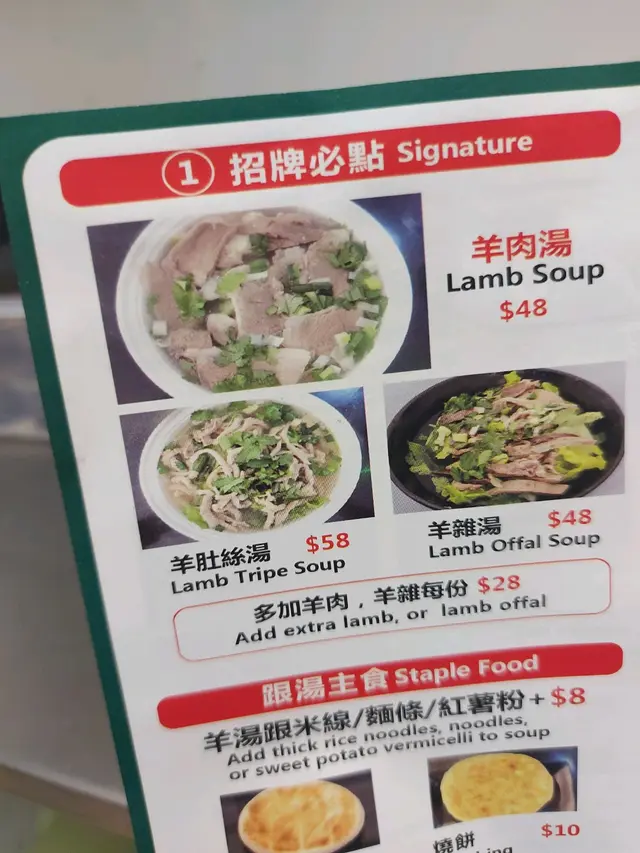 1 招牌必點 Signature
羊肉湯
Lamb Soup
$48
羊肚絲湯 $58
Lamb Tripe Soup
羊雜湯 $48
Lamb Offal Soup
多加羊肉，羊雜每份 $28
Add extra lamb, or lamb offal
跟湯主食 Staple Food
羊湯跟米線/麵條/紅薯粉+$8
Add thick rice noodles, noodles,
or sweet potato vermicelli to soup
燒餅 $10